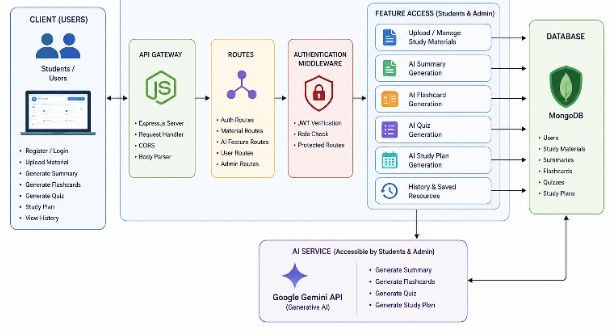 CLIENT (USERS)
Students /
Users
Register / Login
Upload Material
Generate Summary
Generate Flashcards
Generate Quiz
Study Plan
View History
API GATEWAY
JS
Express.js Server
Request Handler
CORS
Body Parser
ROUTES
Auth Routes
Material Routes
AI Feature Routes
User Routes
Admin Routes
AUTHENTICATION
MIDDLEWARE
JWT Verification
Role Check
Protected Routes
FEATURE ACCESS (Students & Admin)
Upload / Manage
Study Materials
AI Summary
Generation
AI Flashcard
Generation
AI Quiz
Generation
AI Study Plan
Generation
History & Saved
Resources
DATABASE
MongoDB
Users
Study Materials
Summaries
Flashcards
Quizzes
Study Plans
AI SERVICE (Accessible by Students & Admin)
Google Gemini API
(Generative AI)
Generate Summary
Generate Flashcards
Generate Quiz
Generate Study Plan